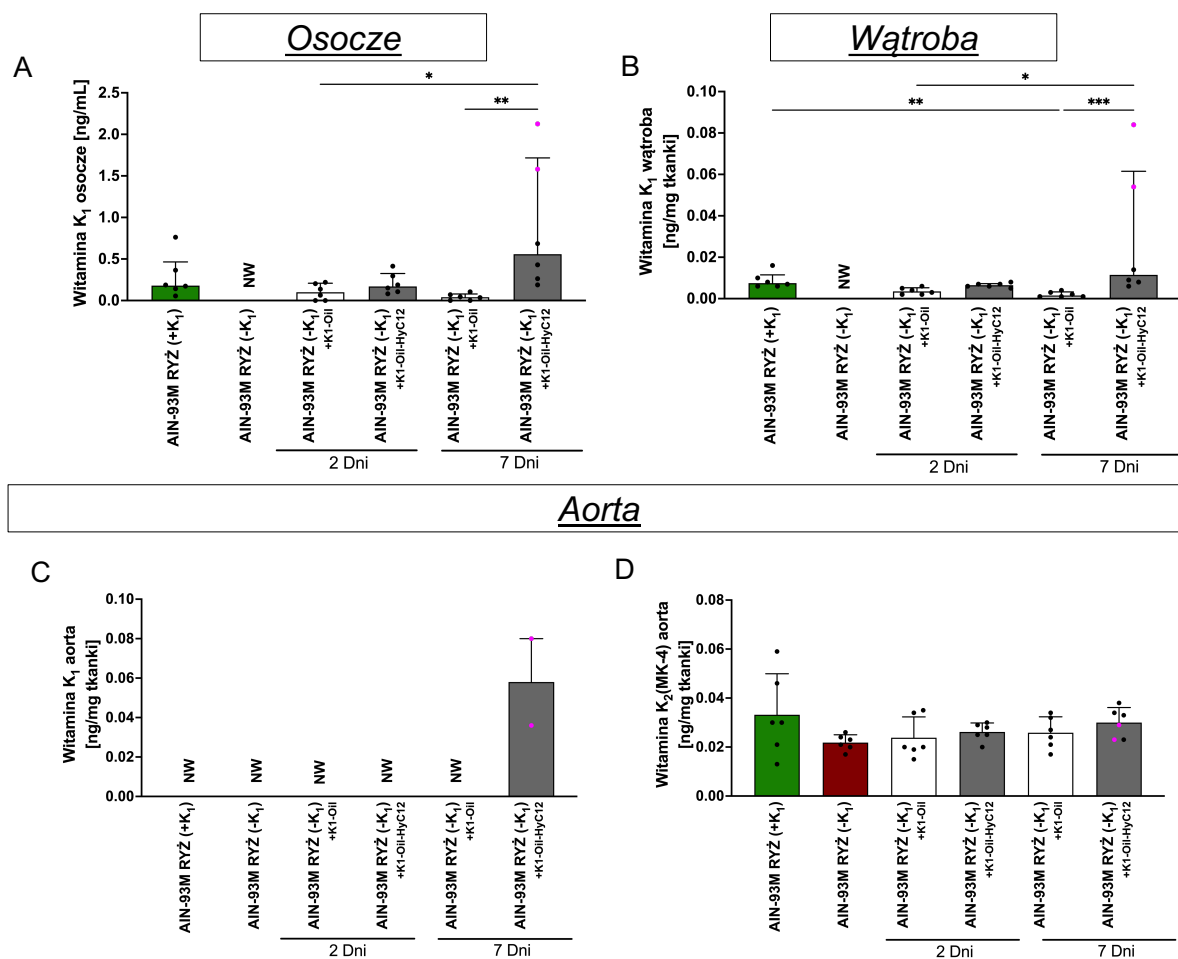 Osocze
Wątroba
A
Witamina K1 osocze [ng/mL]
2.5
2.0
1.5
1.0
0.5
0.0
*
**
NW
AIN-93M RYŻ (+K1)
AIN-93M RYŻ (-K1)
AIN-93M RYŻ (-K1)
+K1-Oil
AIN-93M RYŻ (-K1)
+K1-Oil-HyC12
AIN-93M RYŻ (-K1)
+K1-Oil
AIN-93M RYŻ (-K1)
+K1-Oil-HyC12
2 Dni
7 Dni
B
Witamina K1 wątroba
[ng/mg tkanki]
0.10
0.08
0.06
0.04
0.02
0.00
*
**
***
NW
AIN-93M RYŻ (+K1)
AIN-93M RYŻ (-K1)
AIN-93M RYŻ (-K1)
+K1-Oil
AIN-93M RYŻ (-K1)
+K1-Oil-HyC12
AIN-93M RYŻ (-K1)
+K1-Oil
AIN-93M RYŻ (-K1)
+K1-Oil-HyC12
2 Dni
7 Dni
Aorta
C
Witamina K1 aorta
[ng/mg tkanki]
0.10
0.08
0.06
0.04
0.02
0.00
NW
NW
NW
NW
NW
AIN-93M RYŻ (+K1)
AIN-93M RYŻ (-K1)
AIN-93M RYŻ (-K1)
+K1-Oil
AIN-93M RYŻ (-K1)
+K1-Oil-HyC12
AIN-93M RYŻ (-K1)
+K1-Oil
AIN-93M RYŻ (-K1)
+K1-Oil-HyC12
2 Dni
7 Dni
D
Witamina K2(MK-4) aorta
[ng/mg tkanki]
0.08
0.06
0.04
0.02
0.00
AIN-93M RYŻ (+K1)
AIN-93M RYŻ (-K1)
AIN-93M RYŻ (-K1)
+K1-Oil
AIN-93M RYŻ (-K1)
+K1-Oil-HyC12
AIN-93M RYŻ (-K1)
+K1-Oil
AIN-93M RYŻ (-K1)
+K1-Oil-HyC12
2 Dni
7 Dni